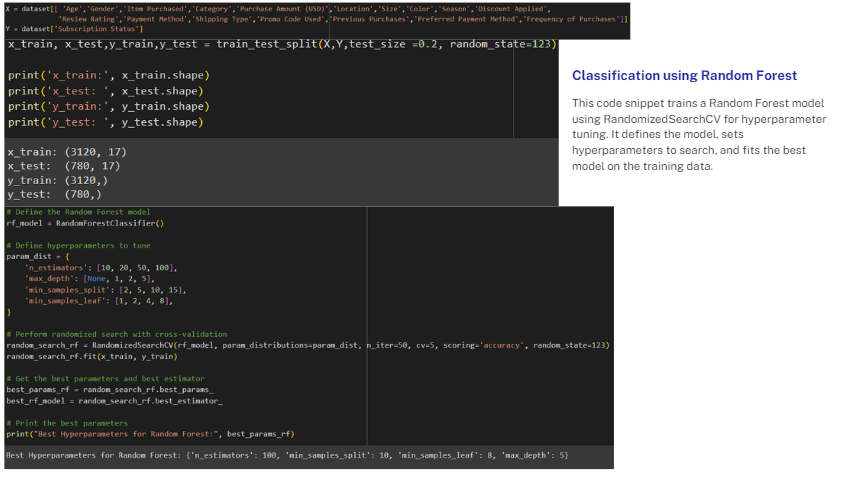 X = dataset[[ 'Age','Gender','Item Purchased','Category','Purchase Amount (USD)','Location','Size','Color','Season','Discount Applied',
'Review Rating','Payment Method','Shipping Type','Promo Code Used','Previous Purchases','Preferred Payment Method','Frequency of Purchases']]
Y = dataset['Subscription Status']
x_train, x_test,y_train,y_test = train_test_split(X,Y,test_size =0.2, random_state=123)
print('x_train:', x_train.shape)
print('x_test: ', x_test.shape)
print('y_train:', y_train.shape)
print('y_test: ', y_test.shape)
x_train: (3120, 17)
x_test:  (780, 17)
y_train: (3120,)
y_test:  (780,)
Classification using Random Forest
This code snippet trains a Random Forest model
using RandomizedSearchCV for hyperparameter
tuning. It defines the model, sets
hyperparameters to search, and fits the best
model on the training data.
# Define the Random Forest model
rf_model = RandomForestClassifier()
# Define hyperparameters to tune
param_dist = {
'n_estimators': [10, 20, 50, 100],
'max_depth': [None, 1, 2, 5],
'min_samples_split': [2, 5, 10, 15],
'min_samples_leaf': [1, 2, 4, 8],
}
# Perform randomized search with cross-validation
random_search_rf = RandomizedSearchCV(rf_model, param_distributions=param_dist, n_iter=50, cv=5, scoring='accuracy', random_state=123)
random_search_rf.fit(x_train, y_train)
# Get the best parameters and best estimator
best_params_rf = random_search_rf.best_params_
best_rf_model = random_search_rf.best_estimator_
# Print the best parameters
print("Best Hyperparameters for Random Forest:", best_params_rf)
Best Hyperparameters for Random Forest: {'n_estimators': 100, 'min_samples_split': 10, 'min_samples_leaf': 8, 'max_depth': 5}